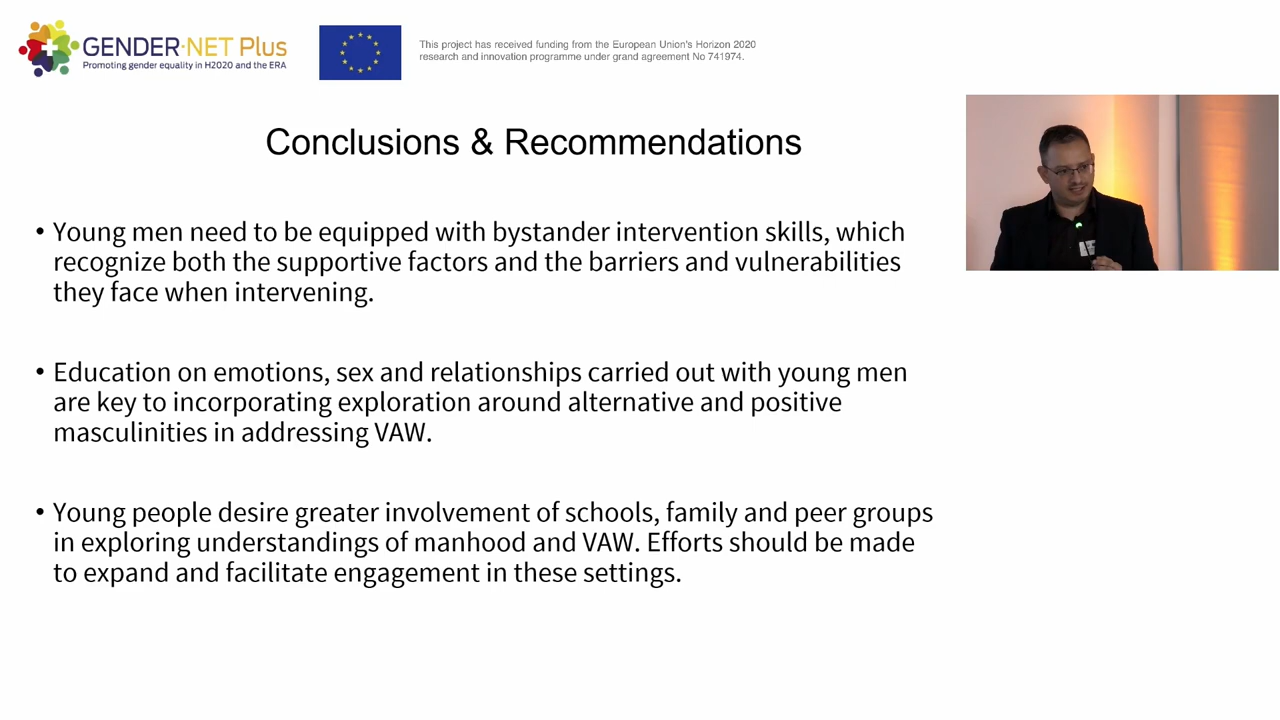 GENDER·NET Plus
Promoting gender equality in H2020 and the ERA
This project has received funding from the European Union's Horizon 2020
research and innovation programme under grand agreement No 741974.
Conclusions & Recommendations
• Young men need to be equipped with bystander intervention skills, which
recognize both the supportive factors and the barriers and vulnerabilities
they face when intervening.
• Education on emotions, sex and relationships carried out with young men
are key to incorporating exploration around alternative and positive
masculinities in addressing VAW.
• Young people desire greater involvement of schools, family and peer groups
in exploring understandings of manhood and VAW. Efforts should be made
to expand and facilitate engagement in these settings.